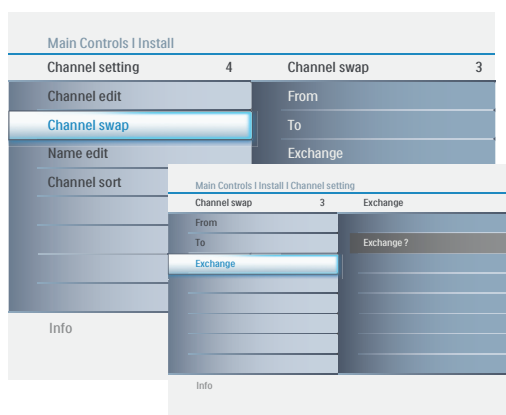 Main Controls I Install
Channel setting 4 Channel swap 3
Channel edit From
Channel swap To
Name edit Exchange
Channel sort
Info
Main Controls I Install I Channel setting
Channel swap 3 Exchange
From
To Exchange ?
Exchange
Info